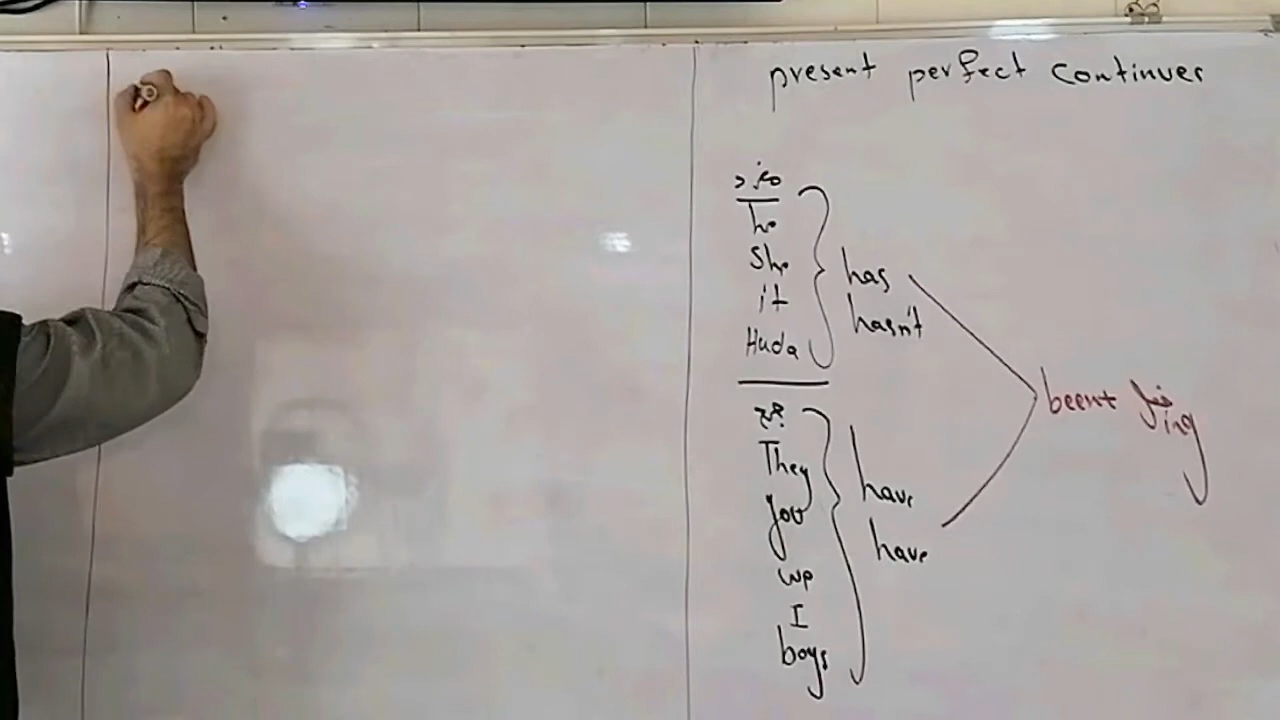 present perfect continues
مفرد
he
She
it
Huda
has
hasn't
جمع
They
you
we
I
boys
have
have
been+ فعل
ing